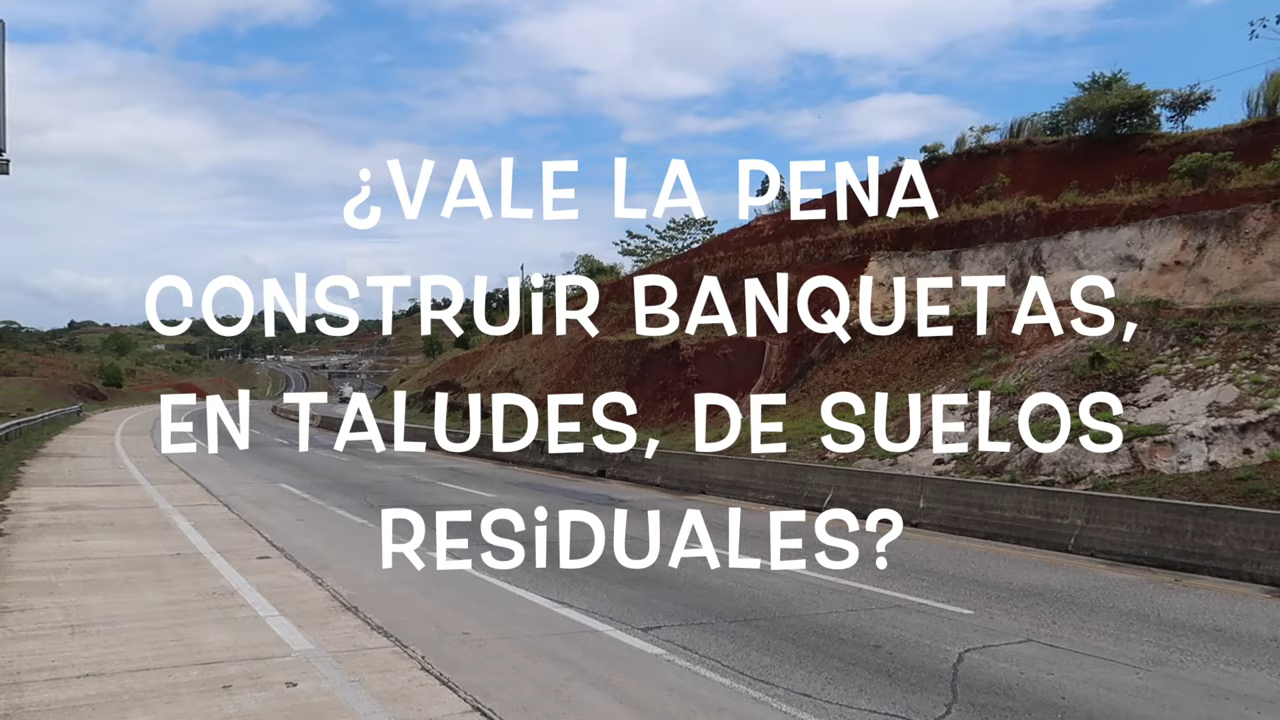 ¿VALE LA PENA
CONSTRUIR BANQUETAS,
EN TALUDES, DE SUELOS
RESIDUALES?